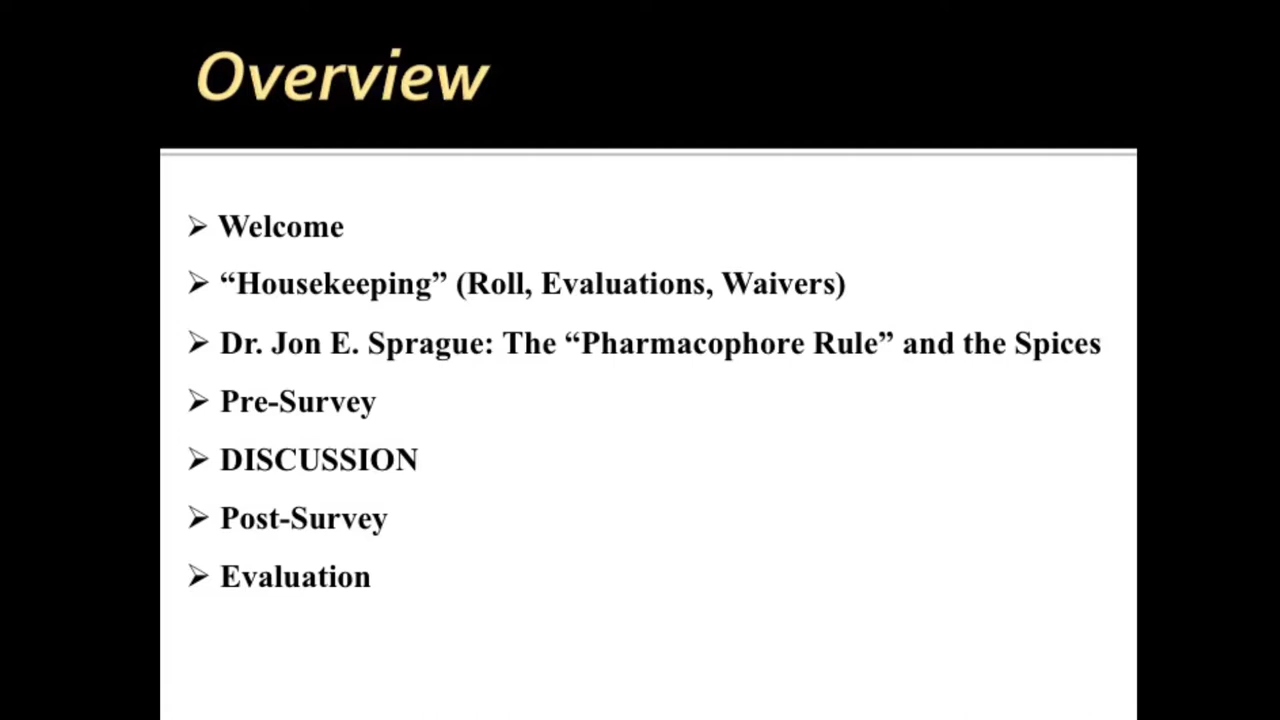 Overview
➢ Welcome
➢ “Housekeeping” (Roll, Evaluations, Waivers)
➢ Dr. Jon E. Sprague: The “Pharmacophore Rule” and the Spices
➢ Pre-Survey
➢ DISCUSSION
➢ Post-Survey
➢ Evaluation